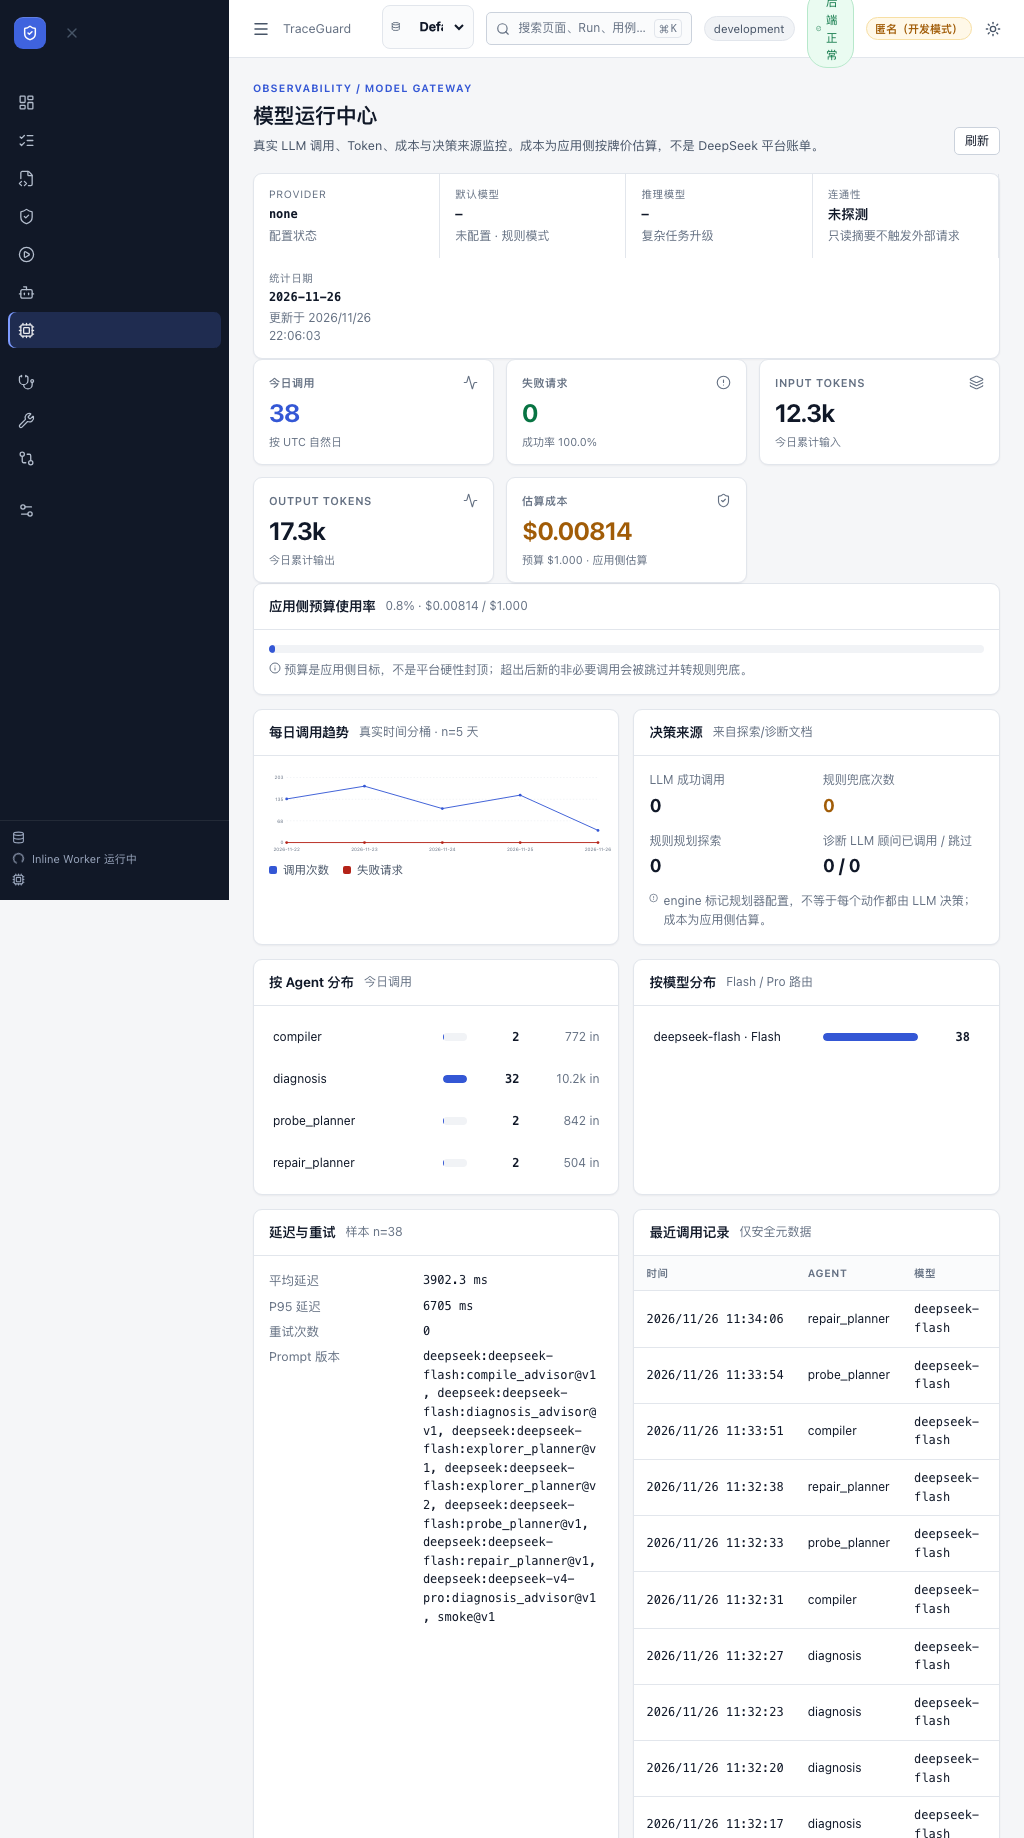 TraceGuard
Defa
搜索页面、Run、用例...
⌘K
development
后端正常
匿名（开发模式）
OBSERVABILITY / MODEL GATEWAY
模型运行中心
真实 LLM 调用、Token、成本与决策来源监控。成本为应用侧按牌价估算，不是 DeepSeek 平台账单。
刷新
PROVIDER
none
配置状态
默认模型
—
未配置 · 规则模式
推理模型
—
复杂任务升级
连通性
未探测
只读摘要不触发外部请求
统计日期
2026-11-26
更新于 2026/11/26
22:06:03
今日调用
38
按 UTC 自然日
失败请求
0
成功率 100.0%
INPUT TOKENS
12.3k
今日累计输入
OUTPUT TOKENS
17.3k
今日累计输出
估算成本
$0.00814
预算 $1.000 · 应用侧估算
应用侧预算使用率 0.8% · $0.00814 / $1.000
预算是应用侧目标，不是平台硬性封顶；超出后新的非必要调用会被跳过并转规则兜底。
每日调用趋势 真实时间分桶 · n=5 天
203
135
68
0
2026-11-22 2026-11-23 2026-11-24 2026-11-25 2026-11-26
调用次数 失败请求
决策来源 来自探索/诊断文档
LLM 成功调用
0
规则兜底次数
0
规则规划探索
0
诊断 LLM 顾问已调用 / 跳过
0 / 0
engine 标记规划器配置，不等于每个动作都由 LLM 决策；
成本为应用侧估算。
按 Agent 分布 今日调用
compiler 2 772 in
diagnosis 32 10.2k in
probe_planner 2 842 in
repair_planner 2 504 in
按模型分布 Flash / Pro 路由
deepseek-flash · Flash 38
延迟与重试 样本 n=38
平均延迟 3902.3 ms
P95 延迟 6705 ms
重试次数 0
Prompt 版本 deepseek:deepseek-
flash:compile_advisor@v1
, deepseek:deepseek-
flash:diagnosis_advisor@
v1, deepseek:deepseek-
flash:explorer_planner@v
1, deepseek:deepseek-
flash:explorer_planner@v
2, deepseek:deepseek-
flash:probe_planner@v1,
deepseek:deepseek-
flash:repair_planner@v1,
deepseek:deepseek-v4-
pro:diagnosis_advisor@v1
, smoke@v1
最近调用记录 仅安全元数据
时间 AGENT 模型
2026/11/26 11:34:06 repair_planner deepseek-
flash
2026/11/26 11:33:54 probe_planner deepseek-
flash
2026/11/26 11:33:51 compiler deepseek-
flash
2026/11/26 11:32:38 repair_planner deepseek-
flash
2026/11/26 11:32:33 probe_planner deepseek-
flash
2026/11/26 11:32:31 compiler deepseek-
flash
2026/11/26 11:32:27 diagnosis deepseek-
flash
2026/11/26 11:32:23 diagnosis deepseek-
flash
2026/11/26 11:32:20 diagnosis deepseek-
flash
2026/11/26 11:32:17 diagnosis deepseek-
flash
Inline Worker 运行中